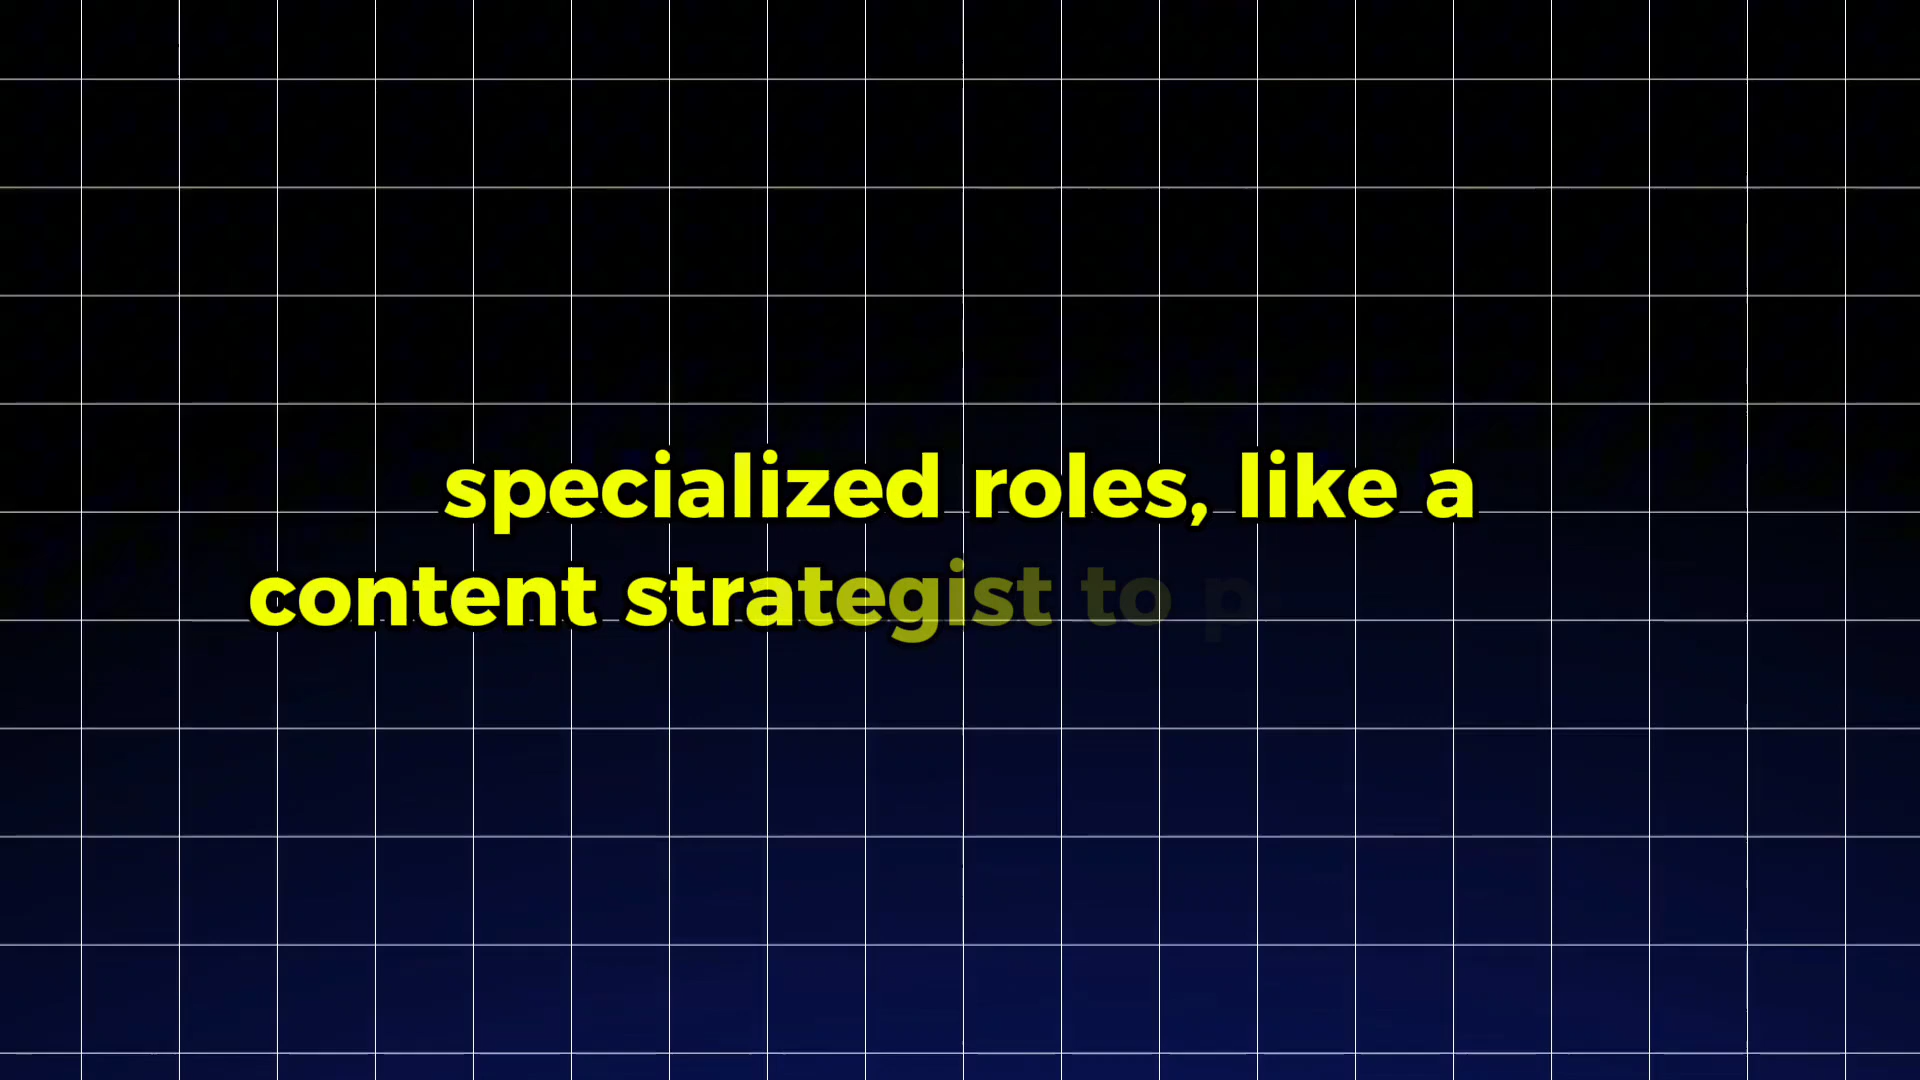 specialized roles, like a
content strategist to p